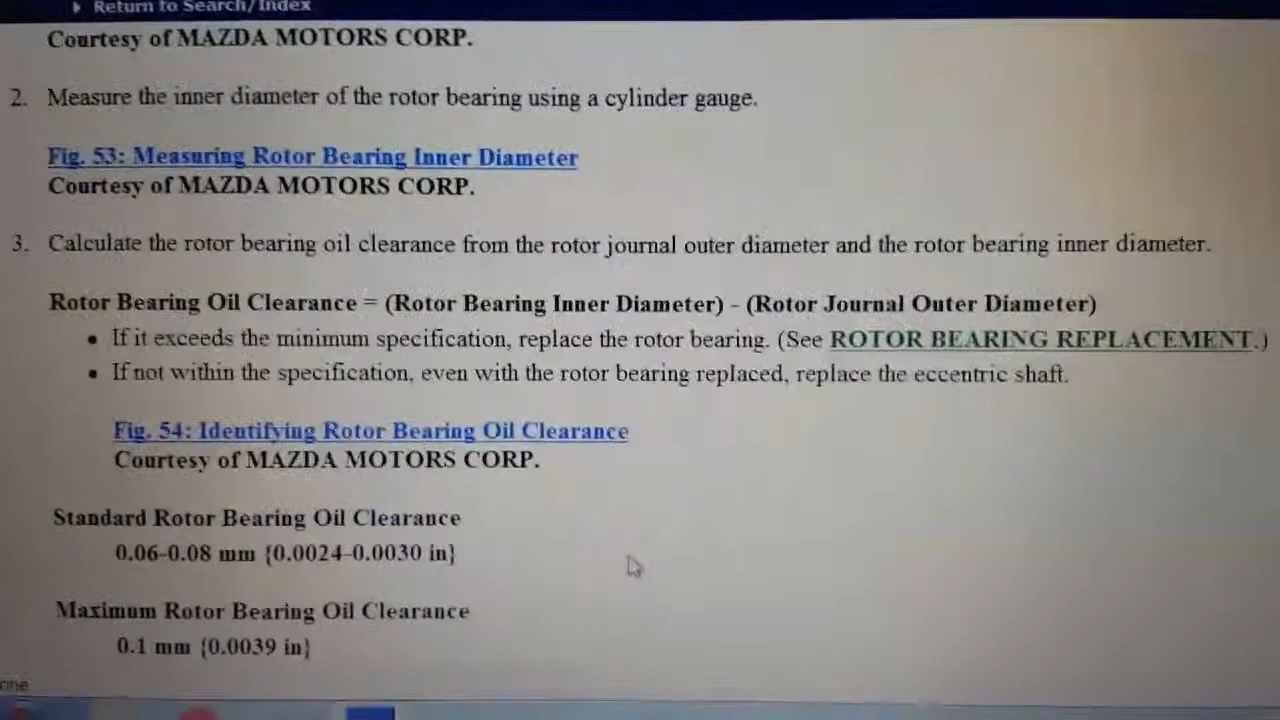 Return to Search/Index
Courtesy of MAZDA MOTORS CORP.
2. Measure the inner diameter of the rotor bearing using a cylinder gauge.
Fig. 53: Measuring Rotor Bearing Inner Diameter
Courtesy of MAZDA MOTORS CORP.
3. Calculate the rotor bearing oil clearance from the rotor journal outer diameter and the rotor bearing inner diameter.
Rotor Bearing Oil Clearance = (Rotor Bearing Inner Diameter) - (Rotor Journal Outer Diameter)
• If it exceeds the minimum specification, replace the rotor bearing. (See ROTOR BEARING REPLACEMENT.)
• If not within the specification, even with the rotor bearing replaced, replace the eccentric shaft.
Fig. 54: Identifying Rotor Bearing Oil Clearance
Courtesy of MAZDA MOTORS CORP.
Standard Rotor Bearing Oil Clearance
0.06-0.08 mm {0.0024-0.0030 in}
Maximum Rotor Bearing Oil Clearance
0.1 mm {0.0039 in}